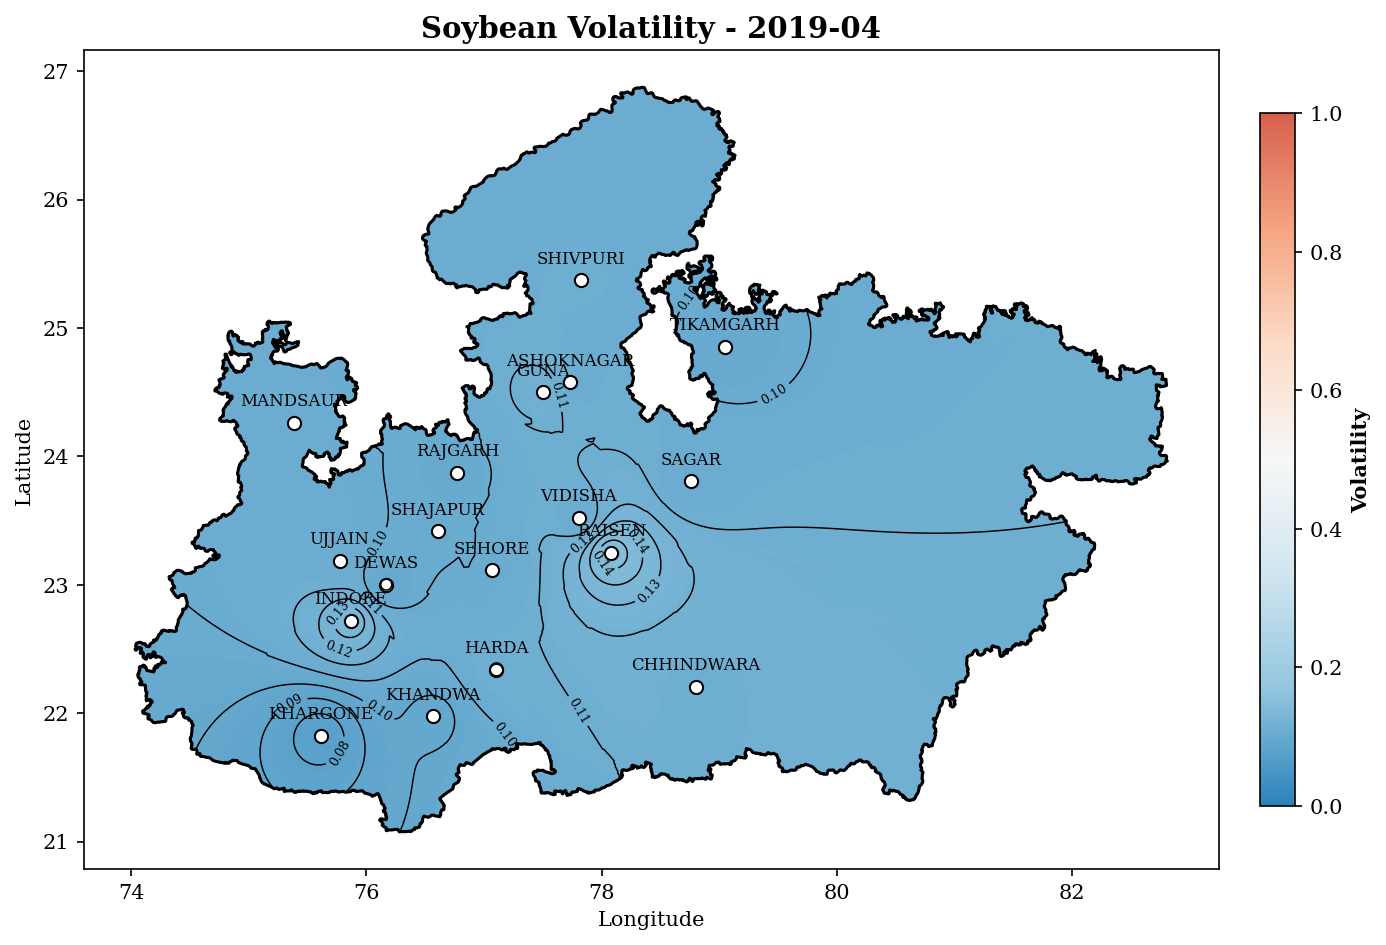 Soybean Volatility - 2019-04
27
26
25
24
23
22
21
Latitude
74
76
78
80
82
Longitude
SHIVPURI
TIKAMGARH
ASHOKNAGAR
GUNA
MANDSAUR
RAJGARH
SAGAR
VIDISHA
SHAJAPUR
RAISEN
UJJAIN
SEHORE
DEWAS
INDORE
HARDA
CHHINDWARA
KHANDWA
KHARGONE
0.10
0.10
0.11
0.10
0.14
0.14
0.13
0.13
0.12
0.09
0.10
0.10
0.11
0.08
1.0
0.8
0.6
0.4
0.2
0.0
Volatility